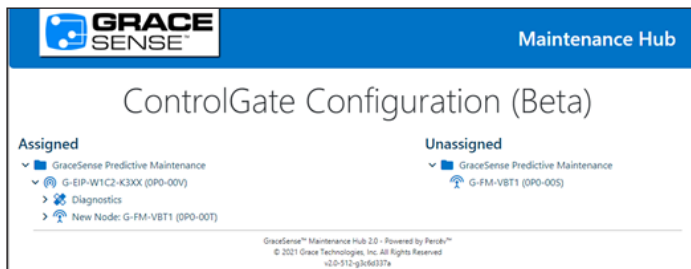 GRACE
SENSE™
Maintenance Hub
ControlGate Configuration (Beta)
Assigned
GraceSense Predictive Maintenance
G-EIP-W1C2-K3XX (0P0-00V)
Diagnostics
New Node: G-FM-VBT1 (0P0-00T)
Unassigned
GraceSense Predictive Maintenance
G-FM-VBT1 (0P0-00S)
GraceSense™ Maintenance Hub 2.0 - Powered by Percēv™
© 2021 Grace Technologies, Inc. All Rights Reserved
v2.0-512-g3c6d337a